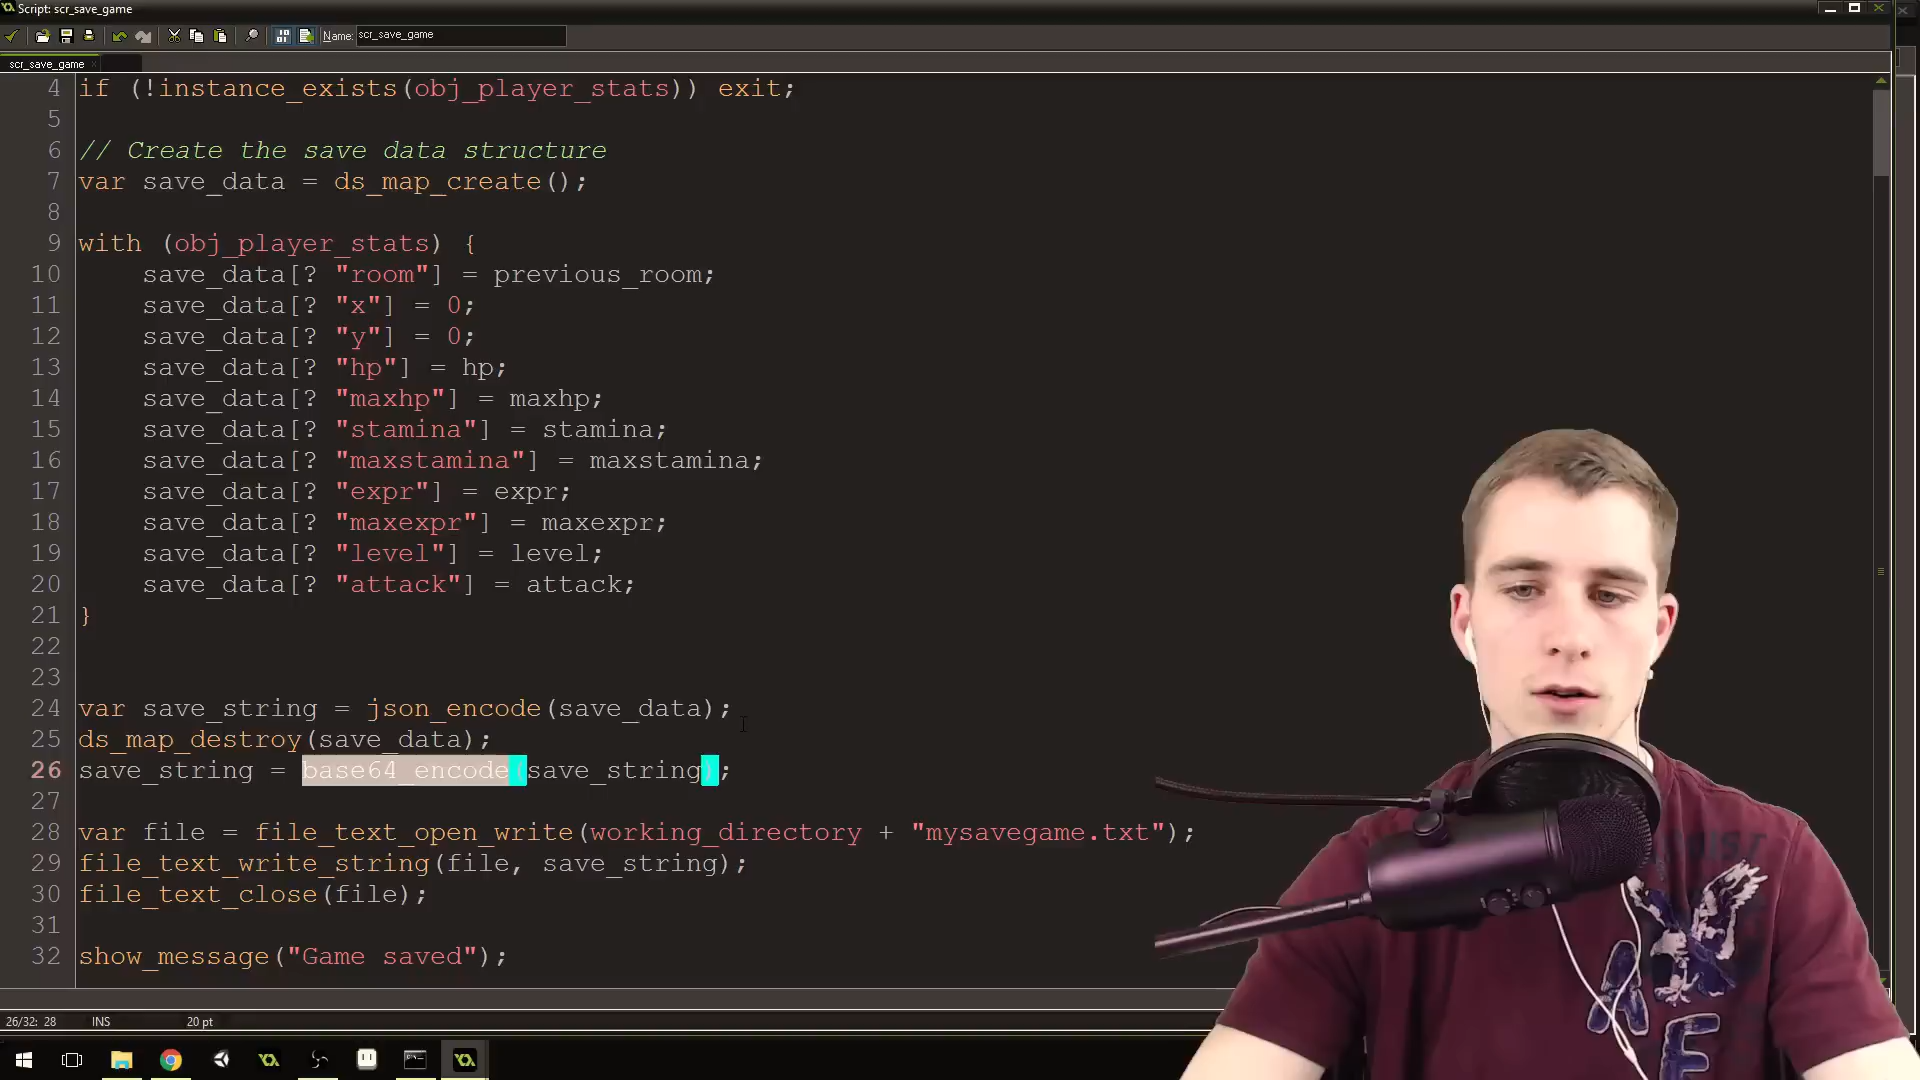 Script: scr_save_game
Name: scr_save_game
scr_save_game
4 if (!instance_exists(obj_player_stats)) exit;
5
6 // Create the save data structure
7 var save_data = ds_map_create();
8
9 with (obj_player_stats) {
10 save_data[? "room"] = previous_room;
11 save_data[? "x"] = 0;
12 save_data[? "y"] = 0;
13 save_data[? "hp"] = hp;
14 save_data[? "maxhp"] = maxhp;
15 save_data[? "stamina"] = stamina;
16 save_data[? "maxstamina"] = maxstamina;
17 save_data[? "expr"] = expr;
18 save_data[? "maxexpr"] = maxexpr;
19 save_data[? "level"] = level;
20 save_data[? "attack"] = attack;
21 }
22
23
24 var save_string = json_encode(save_data);
25 ds_map_destroy(save_data);
26 save_string = base64_encode(save_string);
27
28 var file = file_text_open_write(working_directory + "mysavegame.txt");
29 file_text_write_string(file, save_string);
30 file_text_close(file);
31
32 show_message("Game saved");
26/32: 28 INS 20 pt